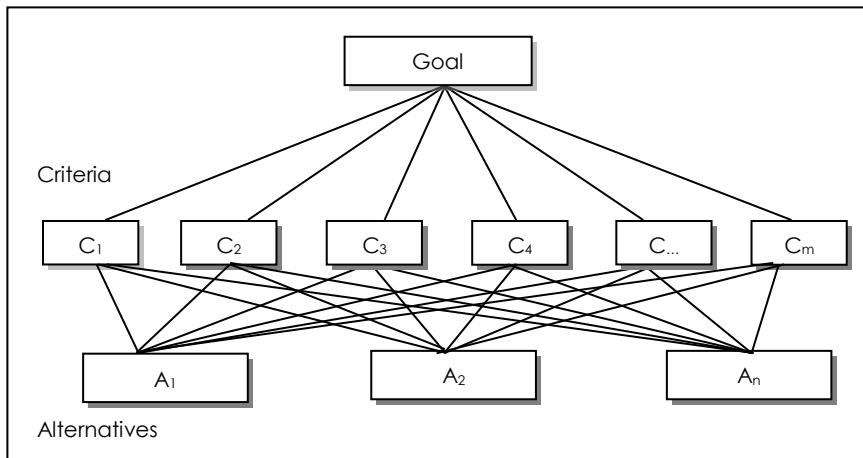 Goal
Criteria
C₁ C₂ C₃ C₄ C... Cₘ
A₁ A₂ Aₙ
Alternatives